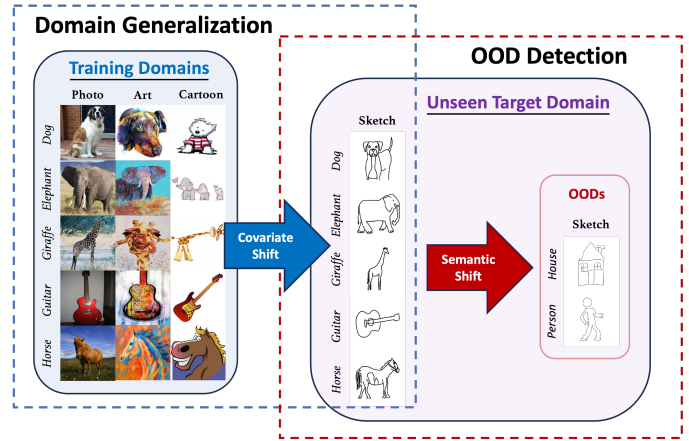 Domain Generalization
OOD Detection
Training Domains
Photo Art Cartoon
Dog
Elephant
Giraffe
Guitar
Horse
Covariate
Shift
Unseen Target Domain
Sketch
Dog
Elephant
Giraffe
Guitar
Horse
Semantic
Shift
OODs
Sketch
House
Person